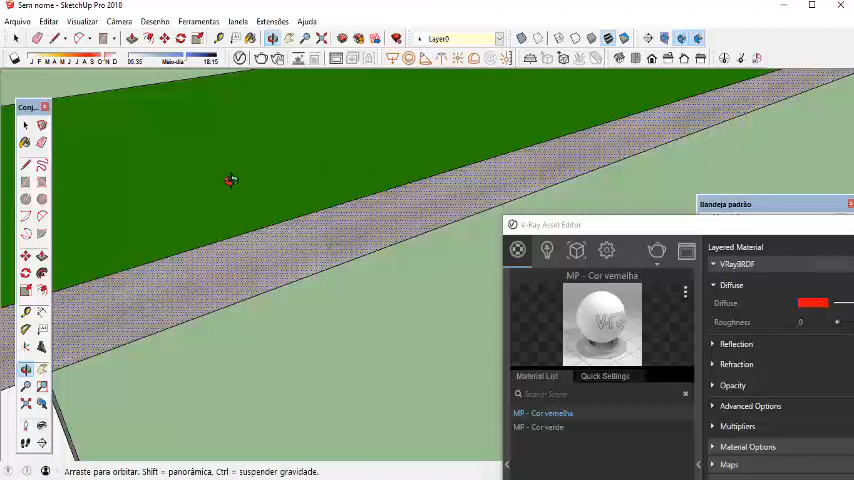 Sem nome - SketchUp Pro 2018
Arquivo Editar Visualizar Câmera Desenho Ferramentas Janela Extensões Ajuda
Layer0
J F M A M J J A S O N D 05:35 Meio-dia 18:15
Conj...
Bandeja padrão
V-Ray Asset Editor
MP - Cor vemelha
Layered Material
VRayBRDF
Diffuse
Diffuse
Roughness 0
Reflection
Refraction
Opacity
Advanced Options
Multipliers
Material Options
Maps
Material List Quick Settings
Search Scene
MP - Cor vemelha
MP - Cor verde
Arraste para orbitar. Shift = panorâmica, Ctrl = suspender gravidade.